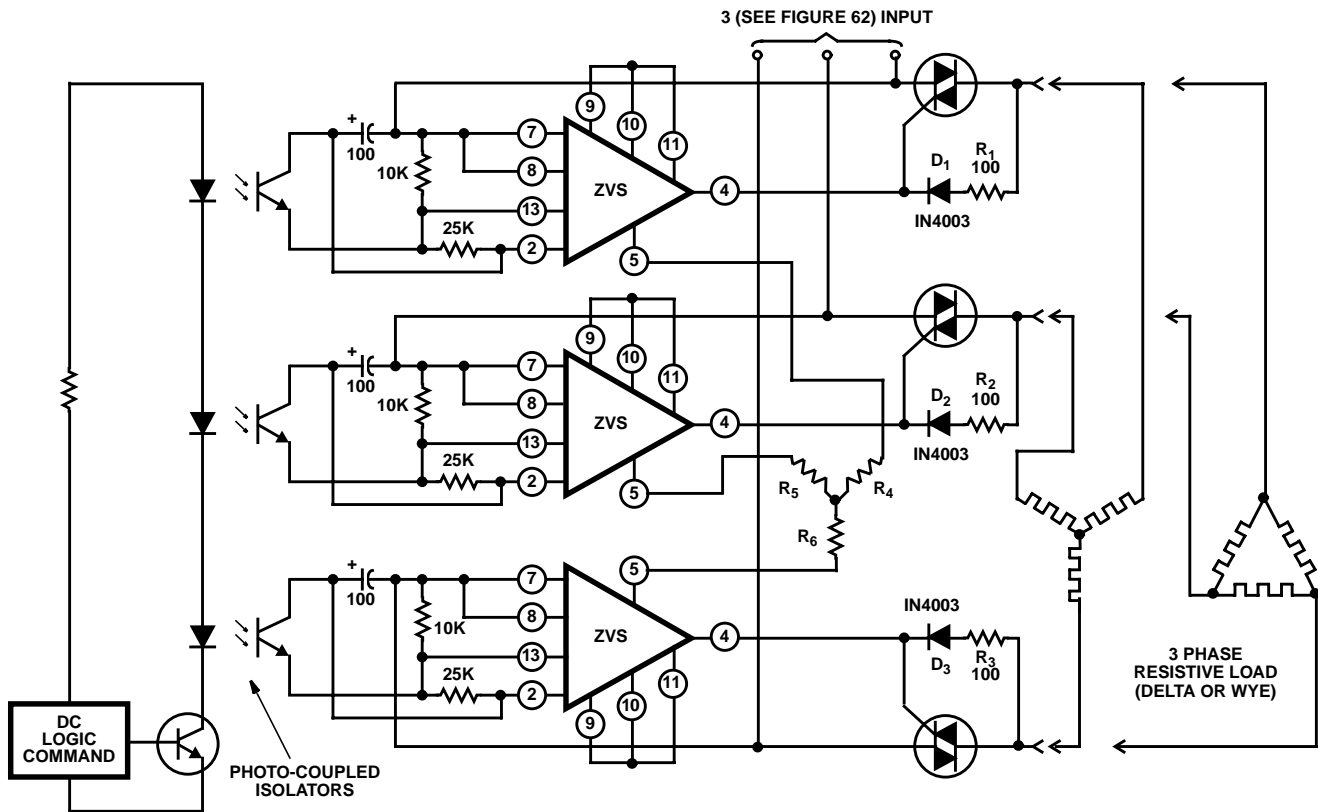 3 (SEE FIGURE 62) INPUT
9
10
11
+
100
7
10K
8
ZVS
4
D1
R1
100
IN4003
13
25K
2
5
9
10
11
+
100
7
10K
8
ZVS
4
D2
R2
100
IN4003
13
25K
2
5
R5
R4
R6
5
+
100
7
IN4003
10K
8
ZVS
4
D3
R3
100
13
25K
2
11
10
9
3 PHASE
RESISTIVE LOAD
(DELTA OR WYE)
DC
LOGIC
COMMAND
PHOTO-COUPLED
ISOLATORS